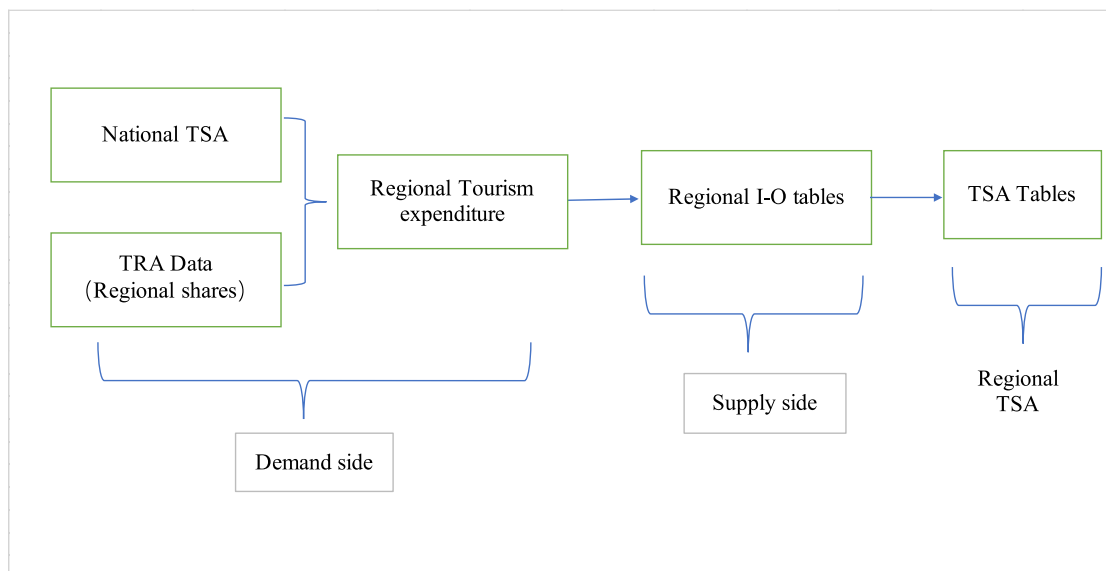 National TSA
TRA Data
（Regional shares）
Regional Tourism
expenditure
Regional I-O tables
TSA Tables
Demand side
Supply side
Regional
TSA